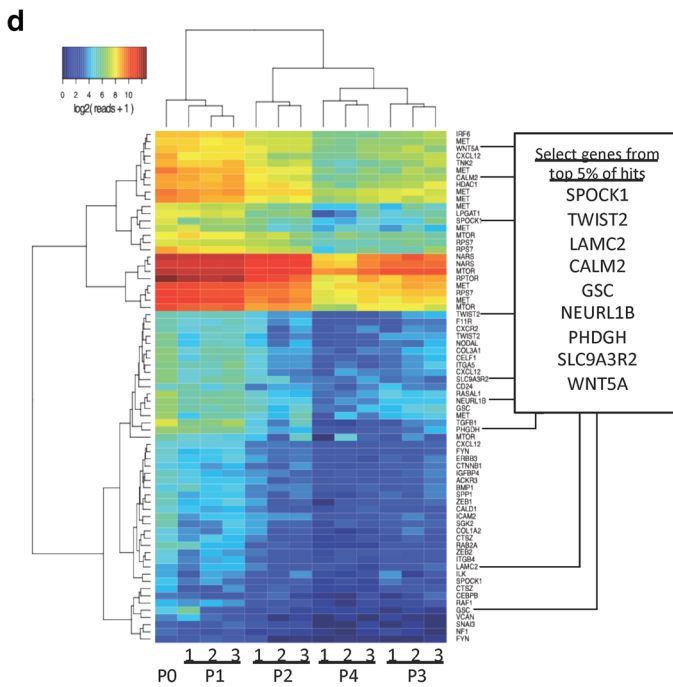 d
0 2 4 6 8 10
log2( reads + 1 )
IRF6
MET
WNT5A
CXCL12
TNK2
MET
CALM2
HDAC1
MET
MET
MET
LPGAT1
SPOCK1
MET
MTOR
RPS7
RPS7
NARS
NARS
MTOR
RPTOR
MET
RPS7
MET
MTOR
TWIST2
F11R
CXCR2
TWIST2
NODAL
COL3A1
CELF1
ITGA5
CXCL12
SLC9A3R2
CD24
RASAL1
NEURL1B
GSC
MET
TGFB1
PHGDH
MTOR
CXCL12
FYN
ERBB3
CTNNB1
IGFBP4
ACKR3
BMP1
SPP1
ZEB1
CALD1
ICAM2
SGK2
COL1A2
CTSZ
RAB2A
ZEB2
ITGB4
LAMC2
ILK
SPOCK1
CTSZ
CEBPB
RAF1
GSC
VCAN
SNAI3
NF1
FYN
Select genes from
top 5% of hits
SPOCK1
TWIST2
LAMC2
CALM2
GSC
NEURL1B
PHDGH
SLC9A3R2
WNT5A
1 2 3 1 2 3 1 2 3 1 2 3
P0 P1 P2 P4 P3